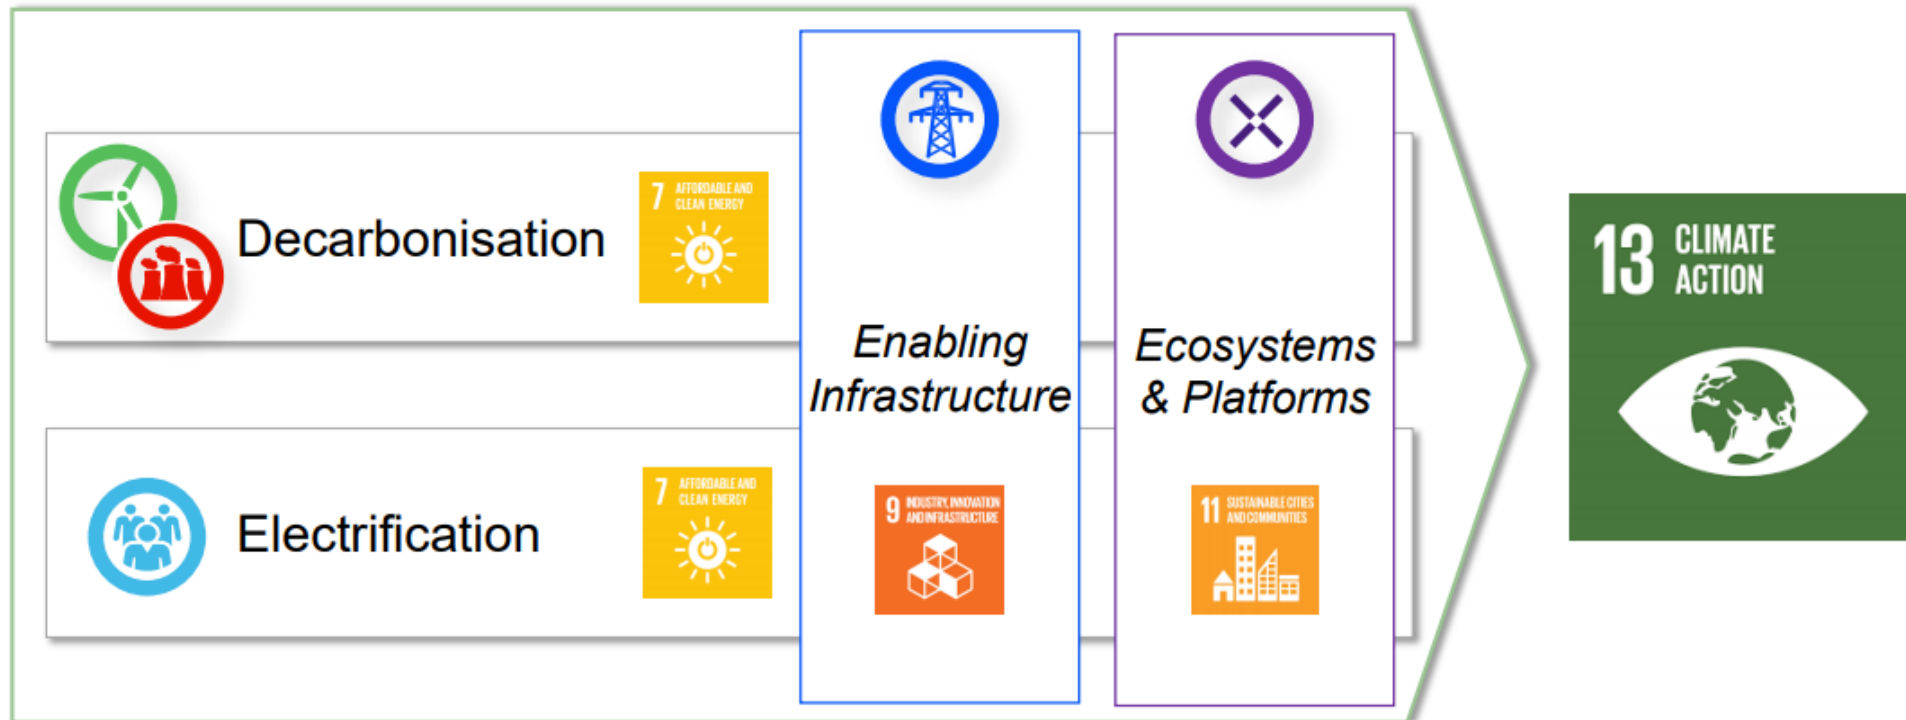 Decarbonisation
7 AFFORDABLE AND
CLEAN ENERGY
Electrification
7 AFFORDABLE AND
CLEAN ENERGY
Enabling
Infrastructure
9 INDUSTRY, INNOVATION
AND INFRASTRUCTURE
Ecosystems
& Platforms
11 SUSTAINABLE CITIES
AND COMMUNITIES
13 CLIMATE
ACTION